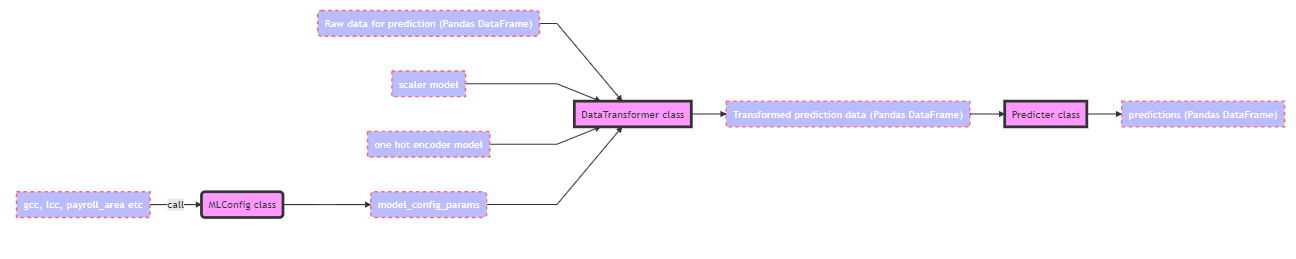 Raw data for prediction (Pandas DataFrame)
scaler model
DataTransformer class
Transformed prediction data (Pandas DataFrame)
Predicter class
predictions (Pandas DataFrame)
one hot encoder model
gcc, lcc, payroll_area etc
call
MLConfig class
model_config_params